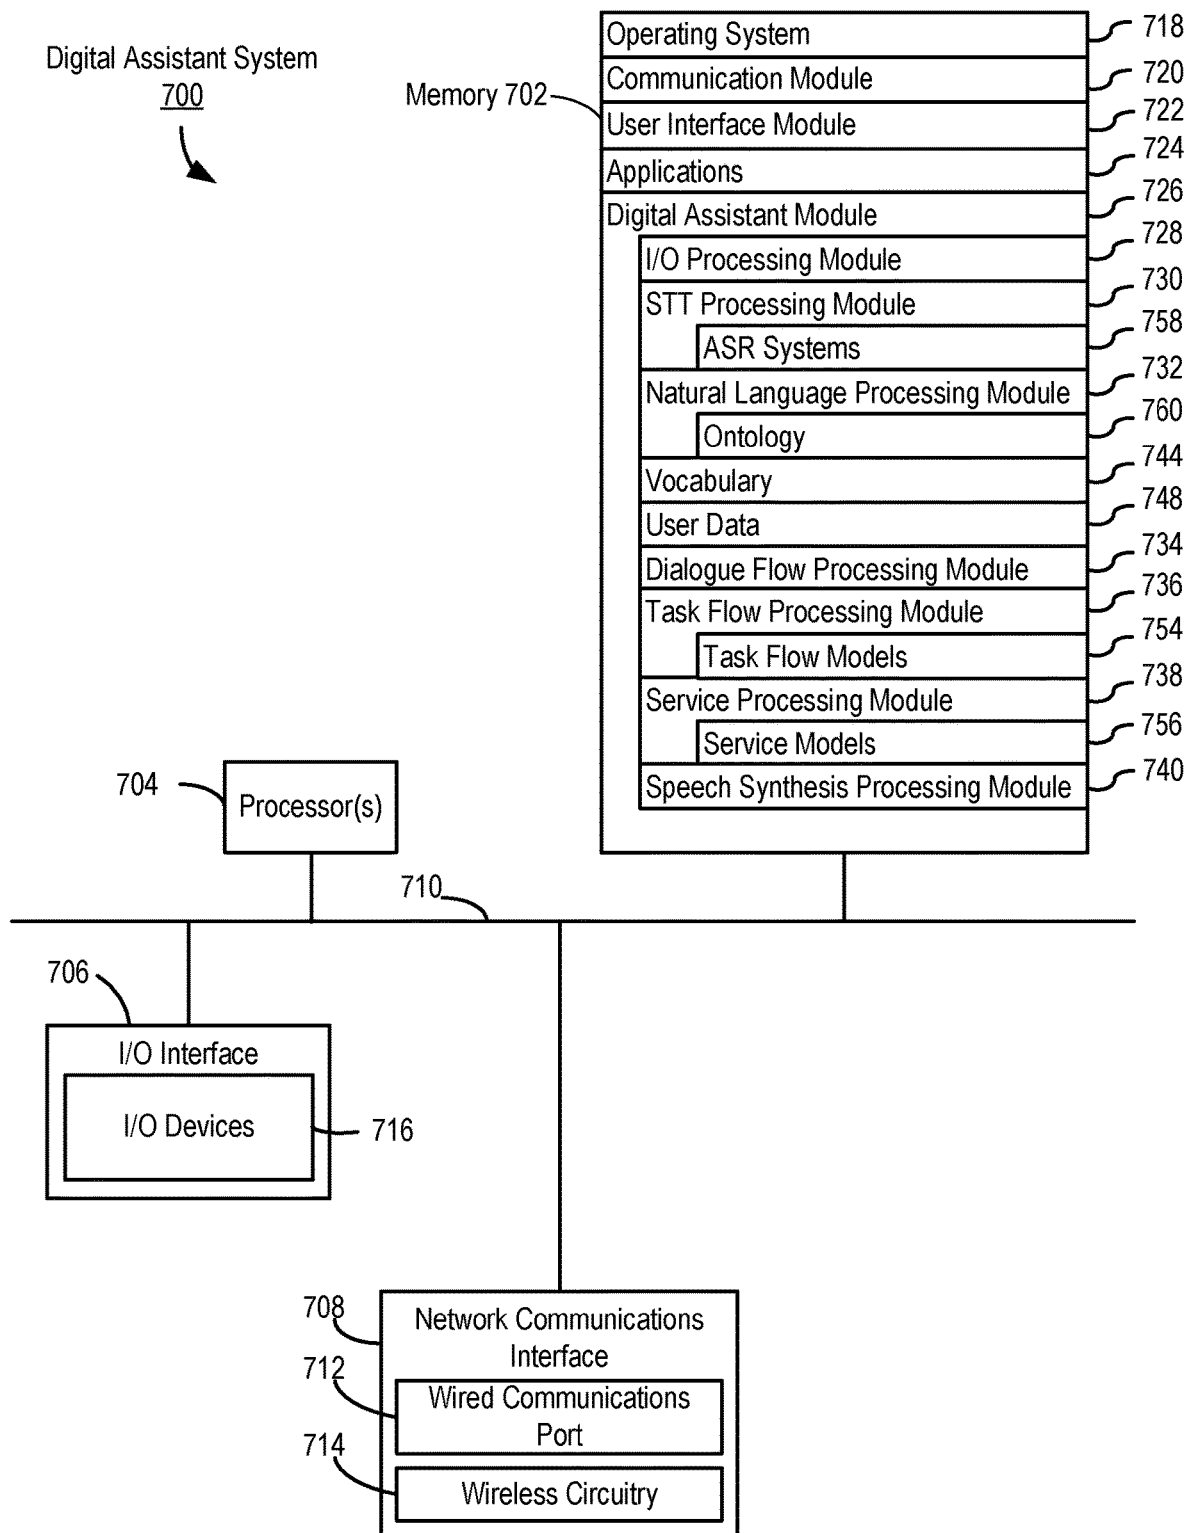 Digital Assistant System
700
Memory 702
Operating System 718
Communication Module 720
User Interface Module 722
Applications 724
Digital Assistant Module 726
I/O Processing Module 728
STT Processing Module 730
ASR Systems 758
Natural Language Processing Module 732
Ontology 760
Vocabulary 744
User Data 748
Dialogue Flow Processing Module 734
Task Flow Processing Module 736
Task Flow Models 754
Service Processing Module 738
Service Models 756
Speech Synthesis Processing Module 740
704
Processor(s)
710
706
I/O Interface
I/O Devices
716
708
Network Communications
Interface
712
Wired Communications
Port
714
Wireless Circuitry